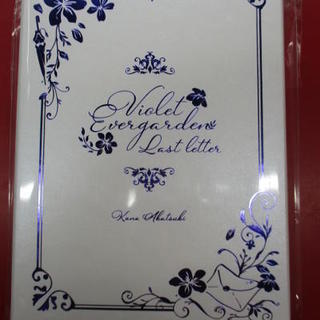 Violet
Evergarden
Last letter
Kana Akatsuki